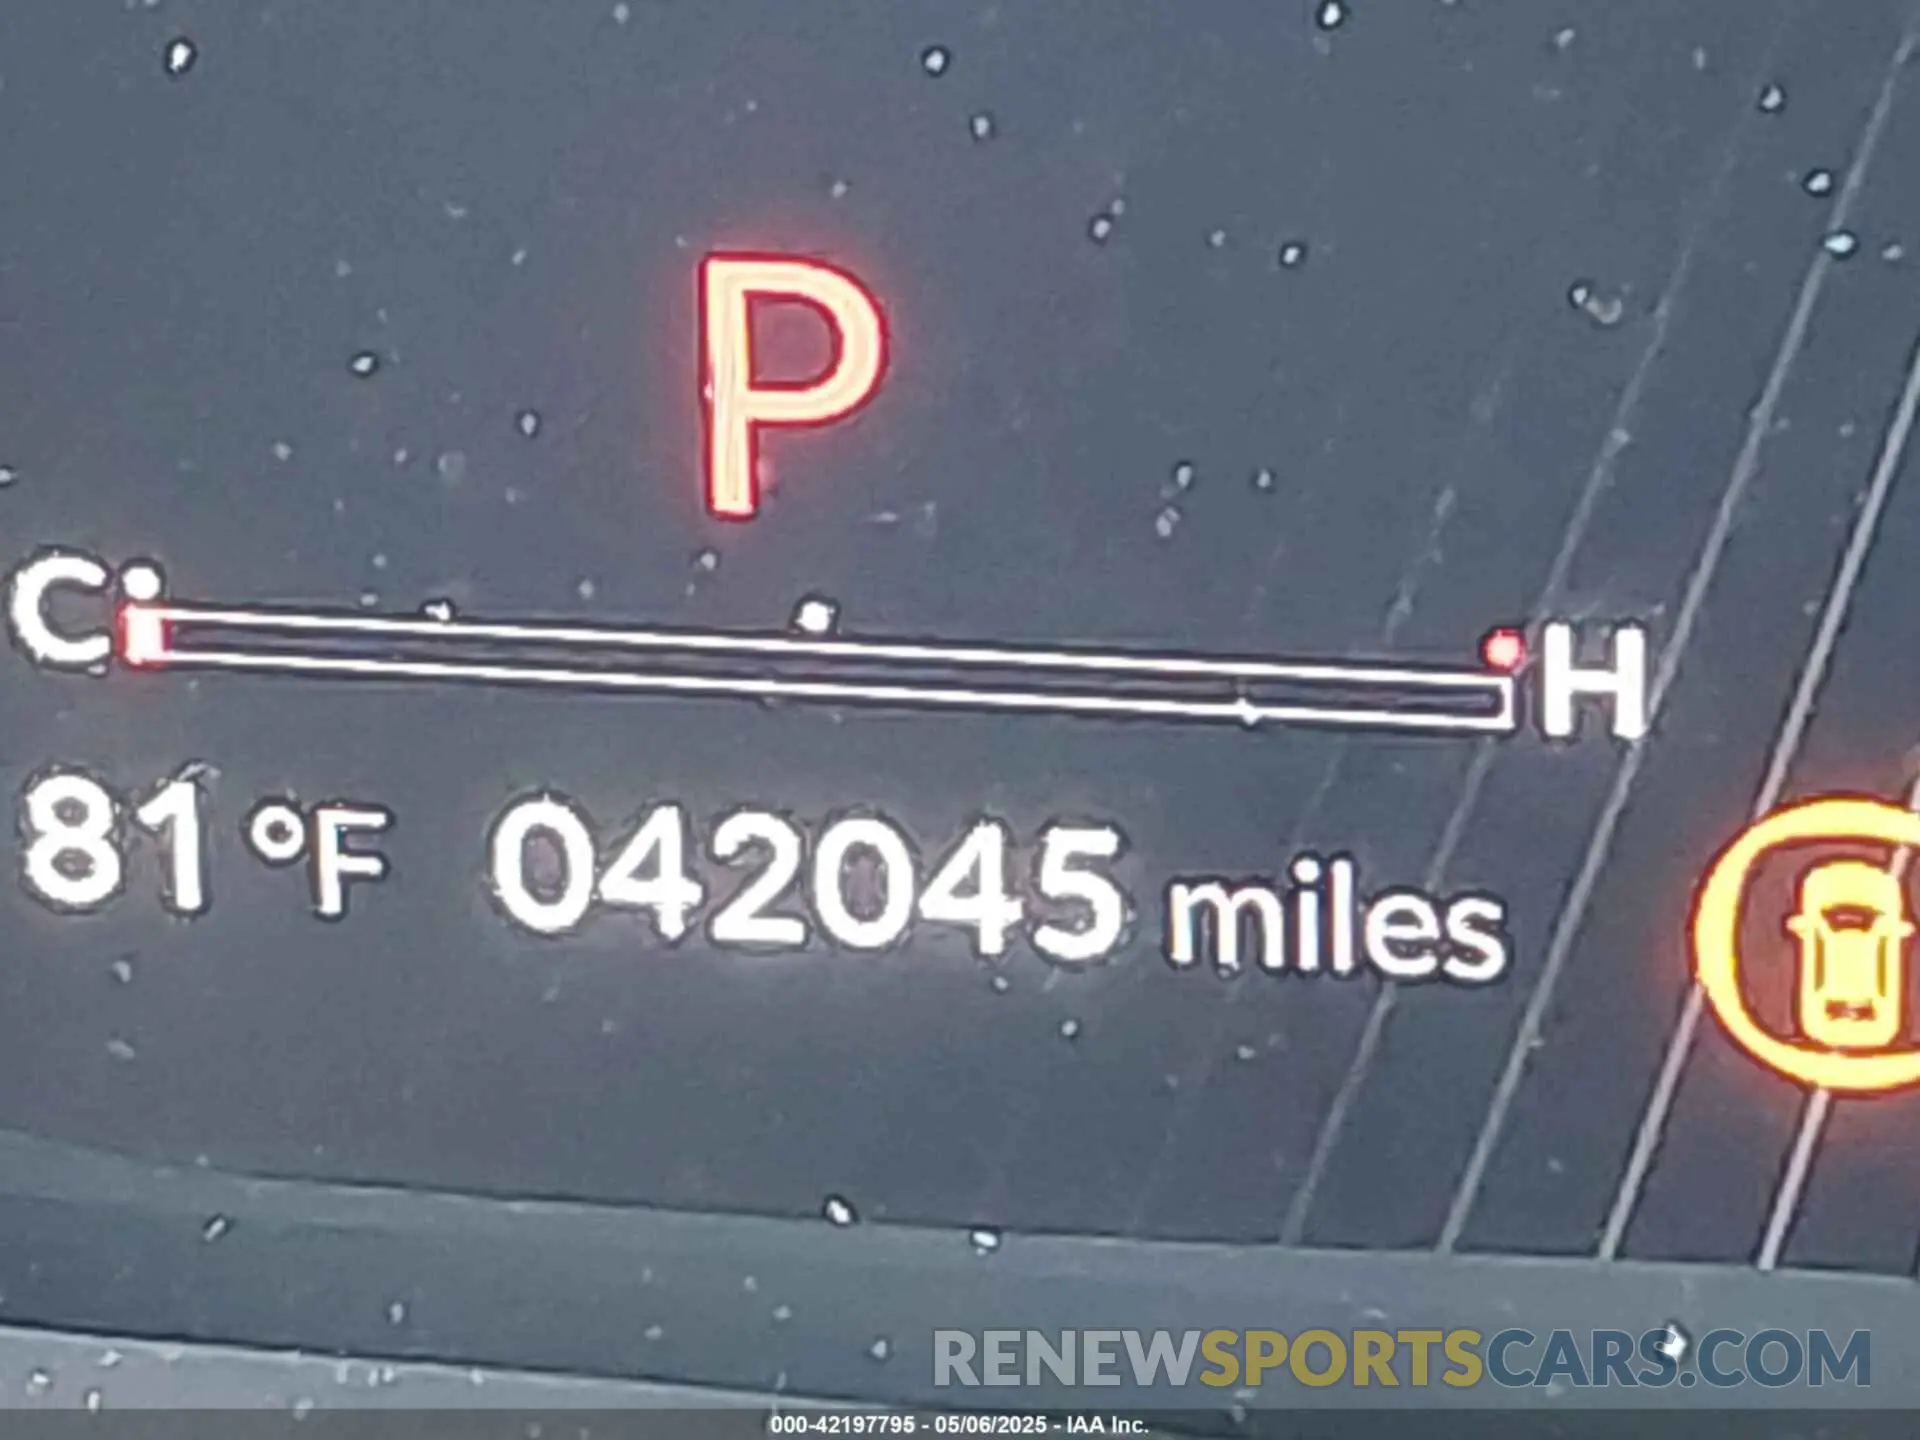 P
C H
81 °F 042045 miles
RENEWSPORTSCARS.COM
000-42197795 - 05/06/2025 - IAA Inc.